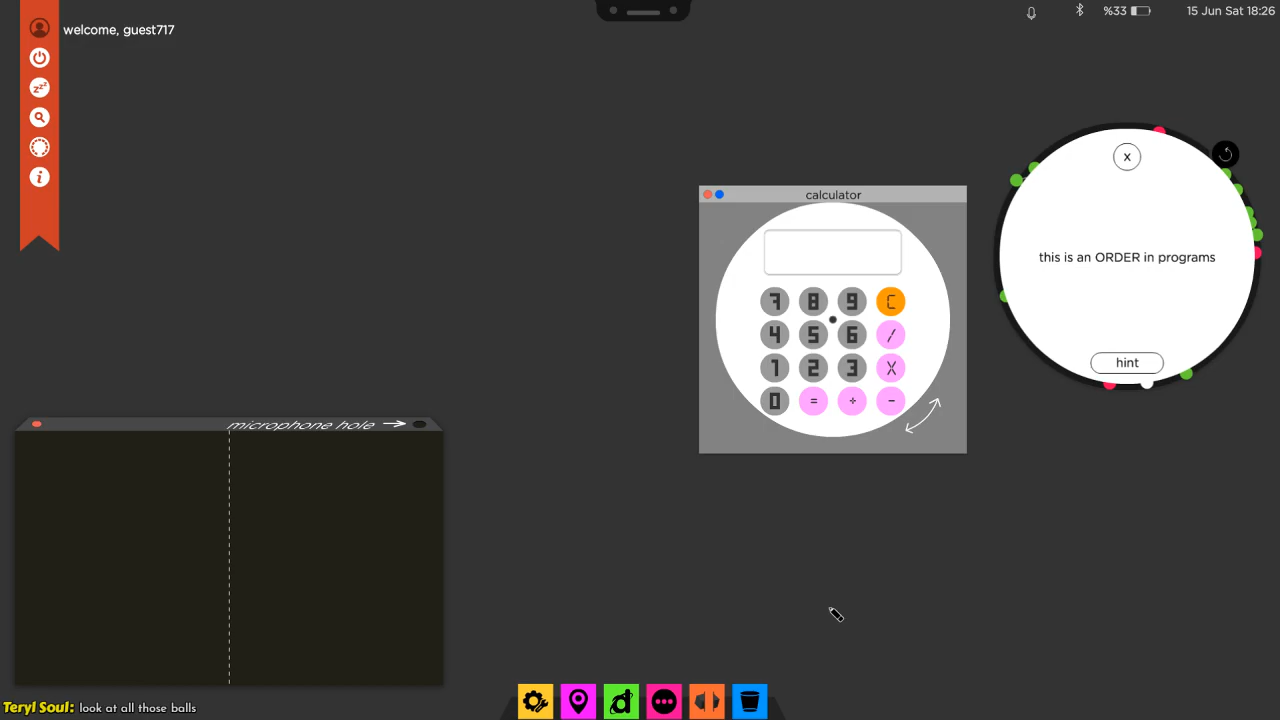 welcome, guest717
%33
15 Jun Sat 18:26
zzz
i
calculator
7 8 9 C
4 5 6 /
1 2 3 X
0 = + -
x
this is an ORDER in programs
hint
microphone hole
d
Teryl Soul: look at all those balls